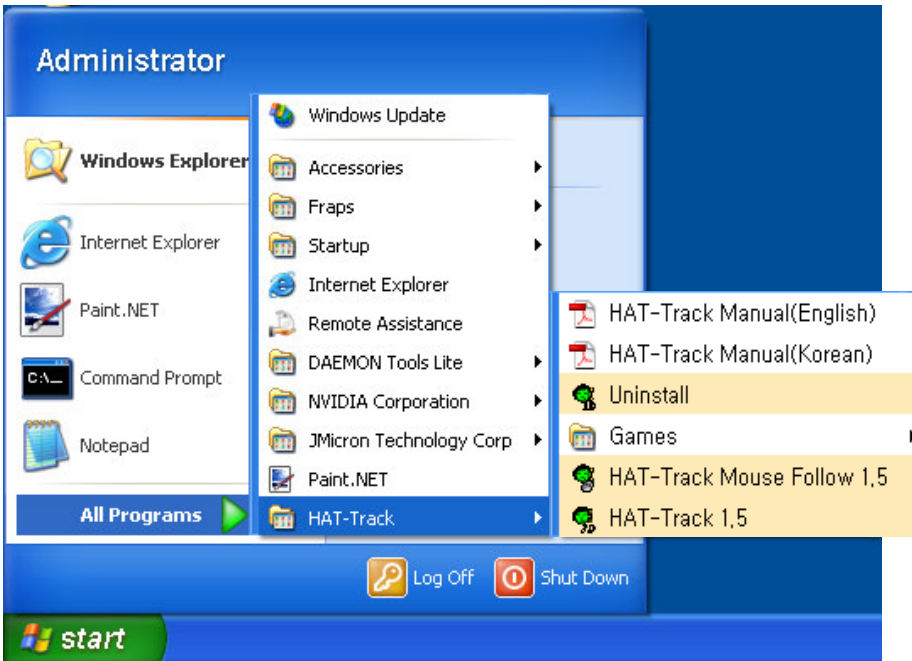 Administrator
Windows Explorer
Internet Explorer
Paint.NET
C:\_
Command Prompt
Notepad
All Programs
Windows Update
Accessories
Fraps
Startup
Internet Explorer
Remote Assistance
DAEMON Tools Lite
NVIDIA Corporation
JMicron Technology Corp
Paint.NET
HAT-Track
HAT-Track Manual(English)
HAT-Track Manual(Korean)
Uninstall
Games
HAT-Track Mouse Follow 1,5
HAT-Track 1,5
Log Off
Shut Down
start